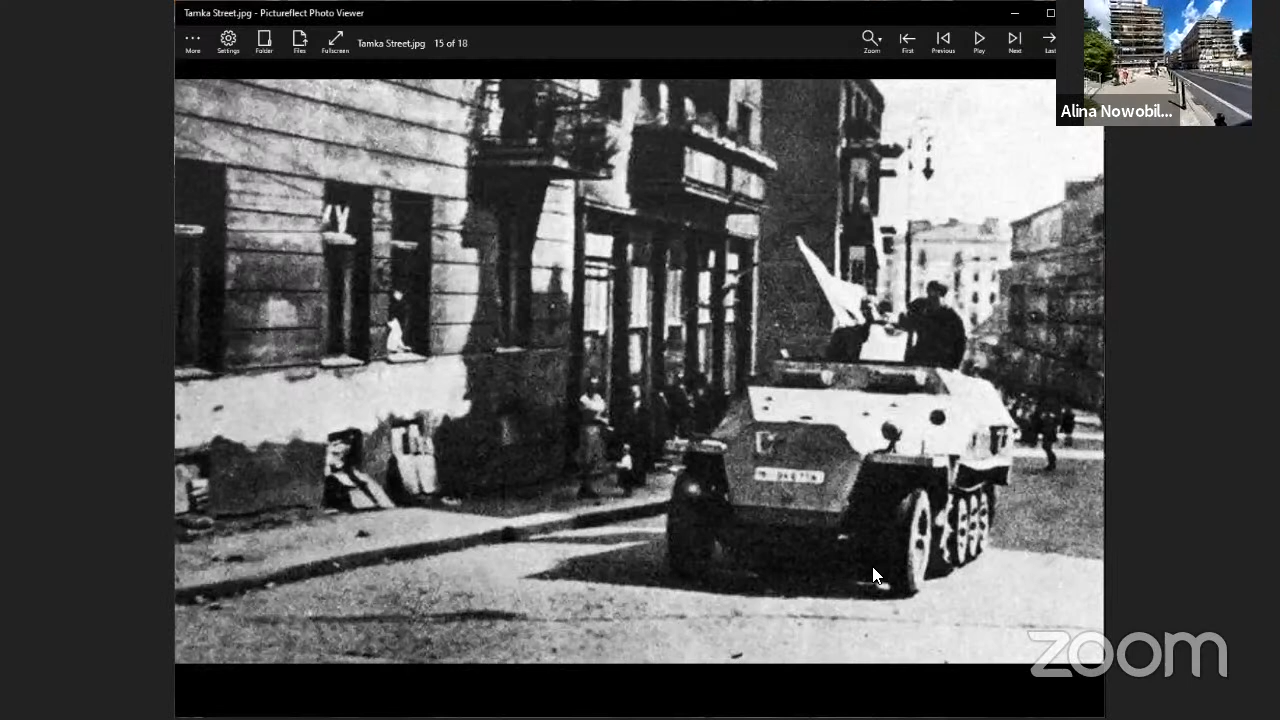 Tamka Street.jpg - Pictureflect Photo Viewer
More
Settings
Folder
Files
Fullscreen
Tamka Street.jpg 15 of 18
Zoom
First
Previous
Play
Next
Last
Alina Nowobil...
zoom